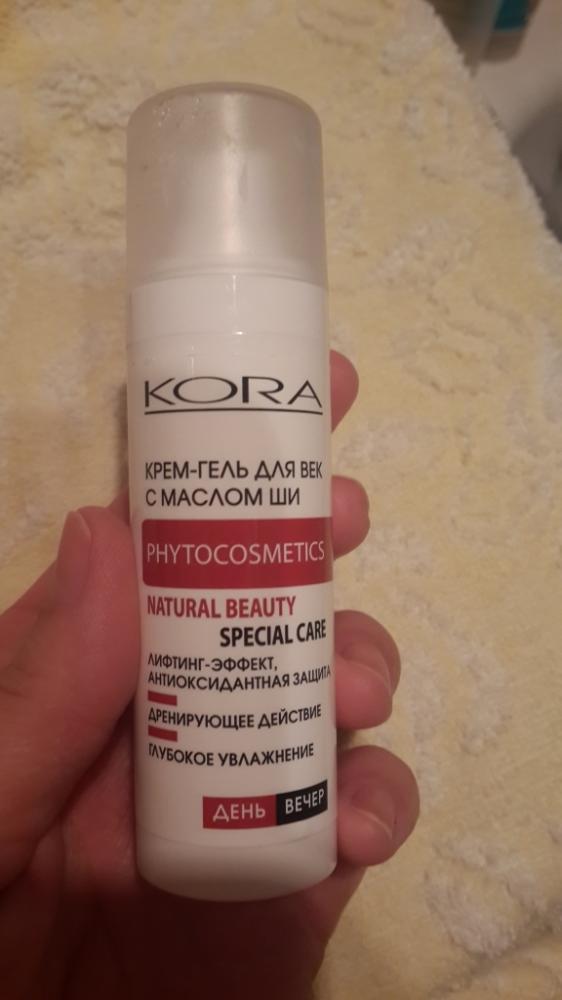 KORA
КРЕМ-ГЕЛЬ ДЛЯ ВЕК
С МАСЛОМ ШИ
PHYTOCOSMETICS
NATURAL BEAUTY
SPECIAL CARE
ЛИФТИНГ-ЭФФЕКТ,
АНТИОКСИДАНТНАЯ ЗАЩИТА
ДРЕНИРУЮЩЕЕ ДЕЙСТВИЕ
ГЛУБОКОЕ УВЛАЖНЕНИЕ
ДЕНЬ ВЕЧЕР